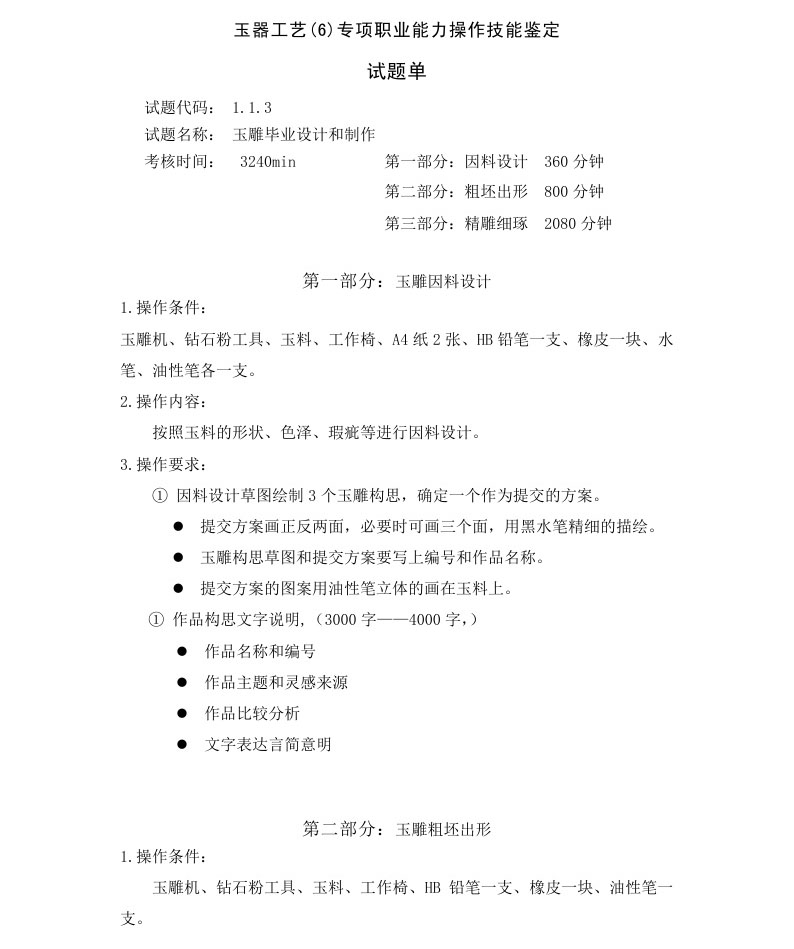 玉器工艺(6)专项职业能力操作技能鉴定
试题单
试题代码： 1.1.3
试题名称： 玉雕毕业设计和制作
考核时间： 3240min 第一部分：因料设计 360 分钟
第二部分：粗坯出形 800 分钟
第三部分：精雕细琢 2080 分钟
第一部分：玉雕因料设计
1.操作条件：
玉雕机、钻石粉工具、玉料、工作椅、A4 纸 2 张、HB 铅笔一支、橡皮一块、水
笔、油性笔各一支。
2.操作内容：
按照玉料的形状、色泽、瑕疵等进行因料设计。
3.操作要求：
① 因料设计草图绘制 3 个玉雕构思，确定一个作为提交的方案。
● 提交方案画正反两面，必要时可画三个面，用黑水笔精细的描绘。
● 玉雕构思草图和提交方案要写上编号和作品名称。
● 提交方案的图案用油性笔立体的画在玉料上。
① 作品构思文字说明,（3000 字——4000 字,）
● 作品名称和编号
● 作品主题和灵感来源
● 作品比较分析
● 文字表达言简意明
第二部分：玉雕粗坯出形
1.操作条件：
玉雕机、钻石粉工具、玉料、工作椅、HB 铅笔一支、橡皮一块、油性笔一
支。